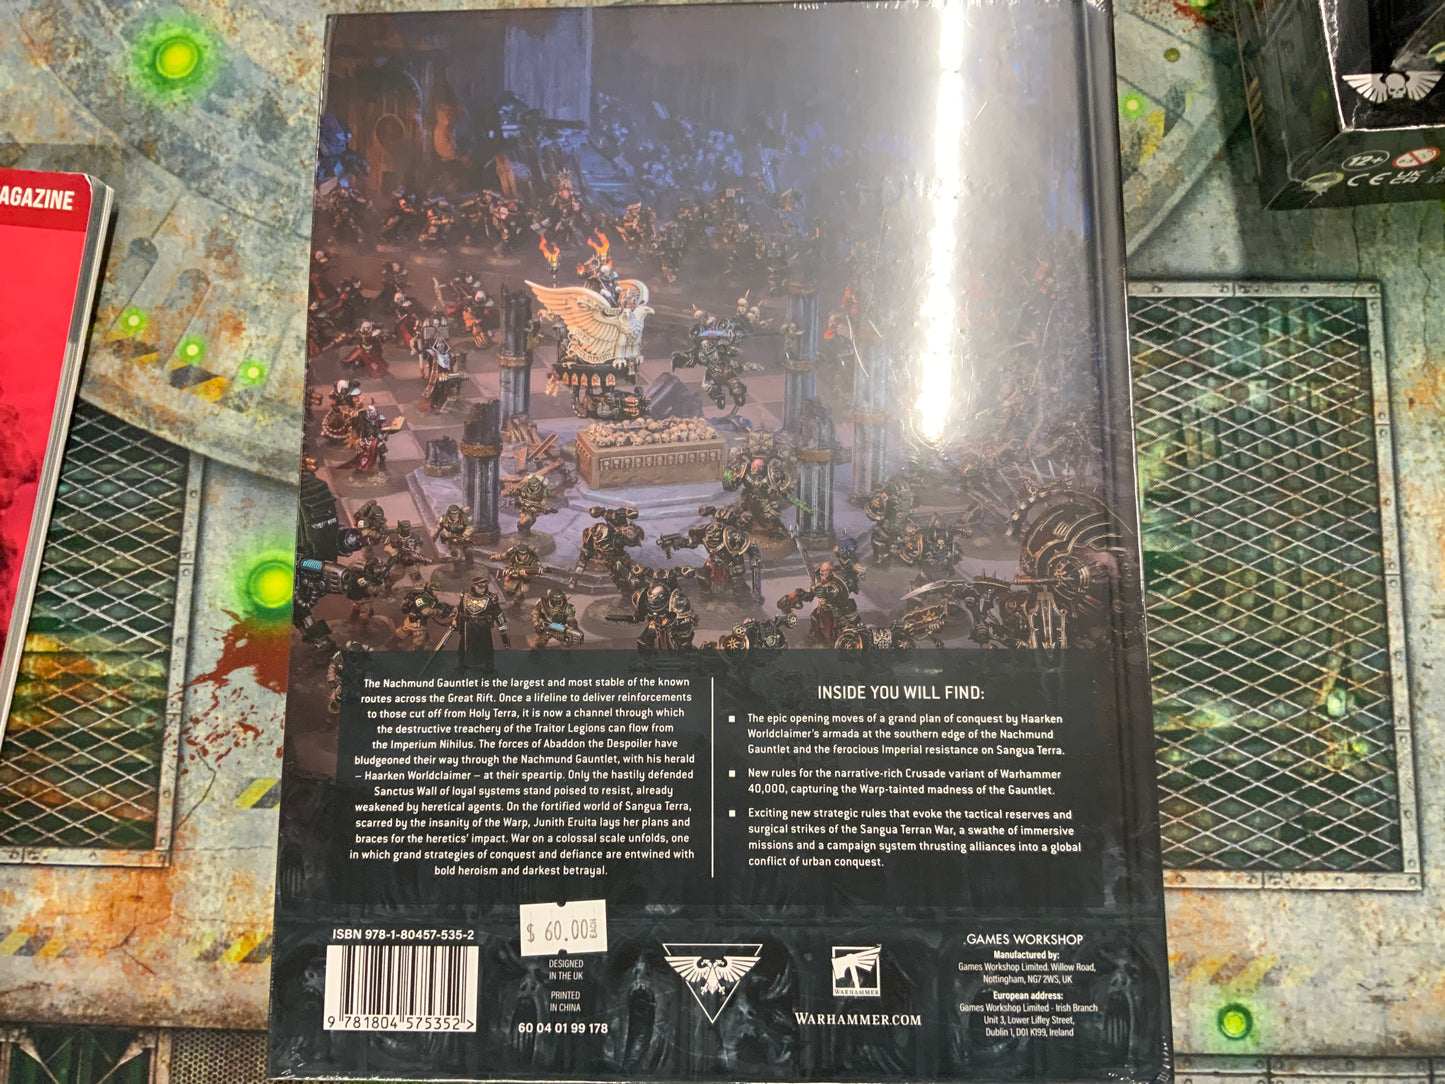 AGAZINE
12+
CE UK
The Nachmund Gauntlet is the largest and most stable of the known
routes across the Great Rift. Once a lifeline to deliver reinforcements
to those cut off from Holy Terra, it is now a channel through which
the destructive treachery of the Traitor Legions can flow from
the Imperium Nihilus. The forces of Abaddon the Despoiler have
bludgeoned their way through the Nachmund Gauntlet, with his herald
– Haarken Worldclaimer – at their speartip. Only the hastily defended
Sanctus Wall of loyal systems stand poised to resist, already
weakened by heretical agents. On the fortified world of Sangua Terra,
scarred by the insanity of the Warp, Junith Eruita lays her plans and
braces for the heretics' impact. War on a colossal scale unfolds, one
in which grand strategies of conquest and defiance are entwined with
bold heroism and darkest betrayal.
INSIDE YOU WILL FIND:
■ The epic opening moves of a grand plan of conquest by Haarken
Worldclaimer's armada at the southern edge of the Nachmund
Gauntlet and the ferocious Imperial resistance on Sangua Terra.
■ New rules for the narrative-rich Crusade variant of Warhammer
40,000, capturing the Warp-tainted madness of the Gauntlet.
■ Exciting new strategic rules that evoke the tactical reserves and
surgical strikes of the Sangua Terran War, a swathe of immersive
missions and a campaign system thrusting alliances into a global
conflict of urban conquest.
ISBN 978-1-80457-535-2
9 781804 575352 >
$ 60.00 EACH
DESIGNED
IN THE UK
PRINTED
IN CHINA
60 04 01 99 178
WARHAMMER
WARHAMMER.COM
GAMES WORKSHOP
Manufactured by:
Games Workshop Limited. Willow Road,
Nottingham, NG7 2WS, UK
European address:
Games Workshop Limited - Irish Branch
Unit 3, Lower Liffey Street,
Dublin 1, D01 K199, Ireland